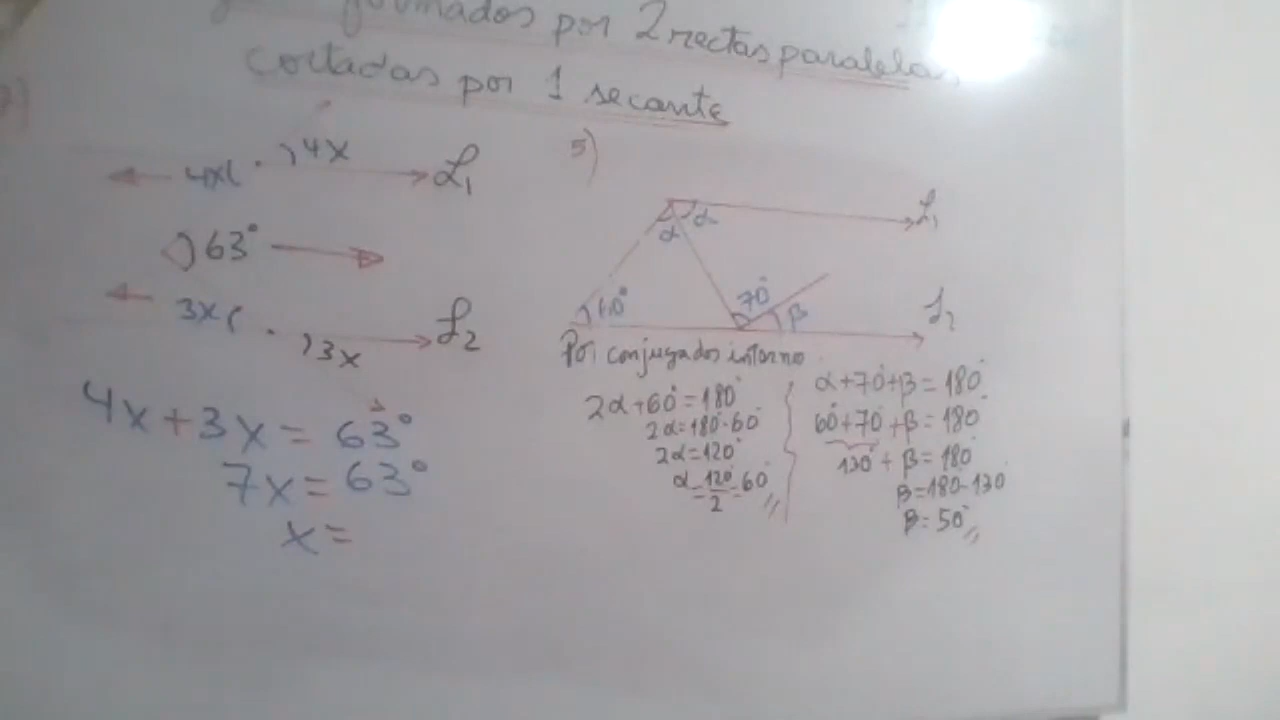 formados por 2 rectas paralelas
cortadas por 1 secante
4x( . )4x L1
)63°
3x( . )3x L2
4x+3x=63°
7x=63°
x=
5)
L1
α α
60° 70° β L2
Por conjugados interno
2α+60°=180°
2α=180°-60°
2α=120°
α=120°/2=60°//
α+70°+β=180°
60°+70°+β=180°
130°+β=180°
β=180-130°
β=50°//